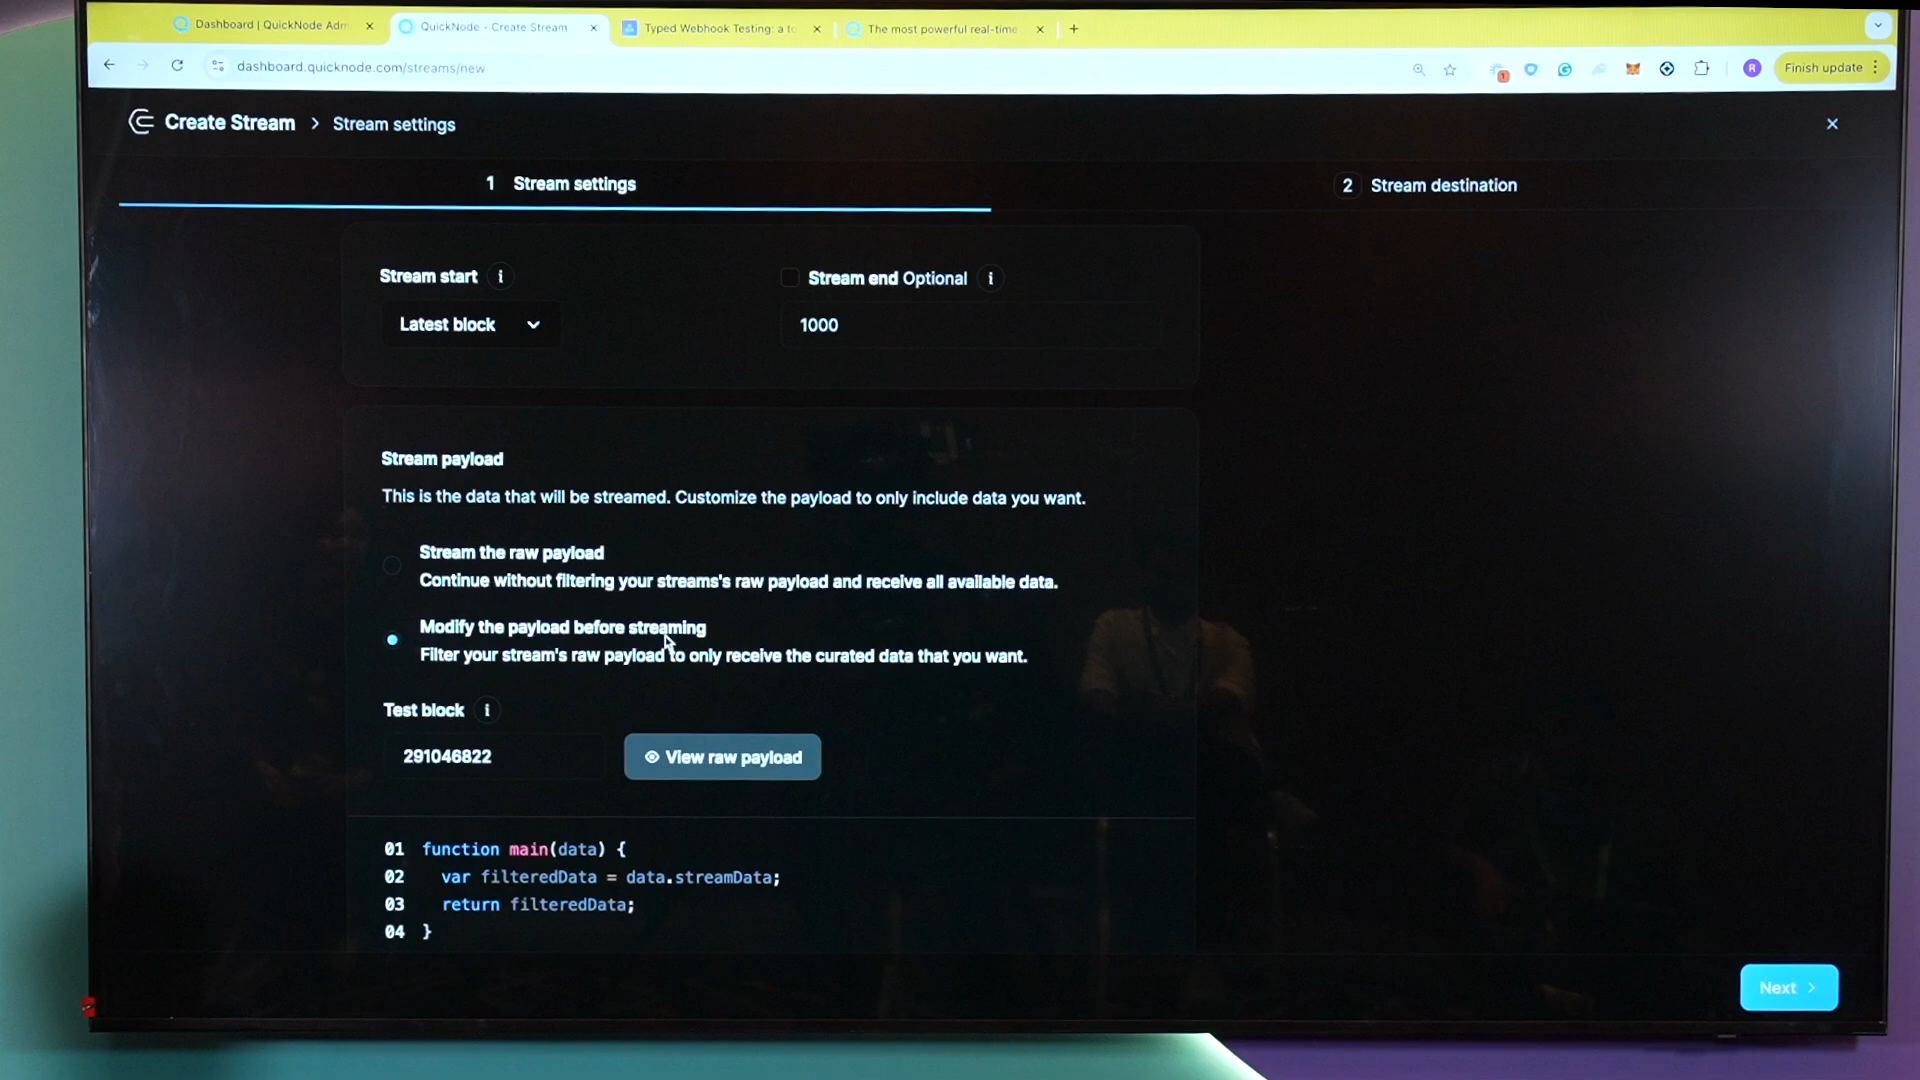 Dashboard | QuickNode Adm
QuickNode - Create Stream
Typed Webhook Testing: a to
The most powerful real-time
dashboard.quicknode.com/streams/new
1
R
Finish update
Create Stream > Stream settings
1 Stream settings
2 Stream destination
Stream start i
Stream end Optional i
Latest block
1000
Stream payload
This is the data that will be streamed. Customize the payload to only include data you want.
Stream the raw payload
Continue without filtering your streams's raw payload and receive all available data.
Modify the payload before streaming
Filter your stream's raw payload to only receive the curated data that you want.
Test block i
291046822
View raw payload
01 function main(data) {
02 var filteredData = data.streamData;
03 return filteredData;
04 }
Next >